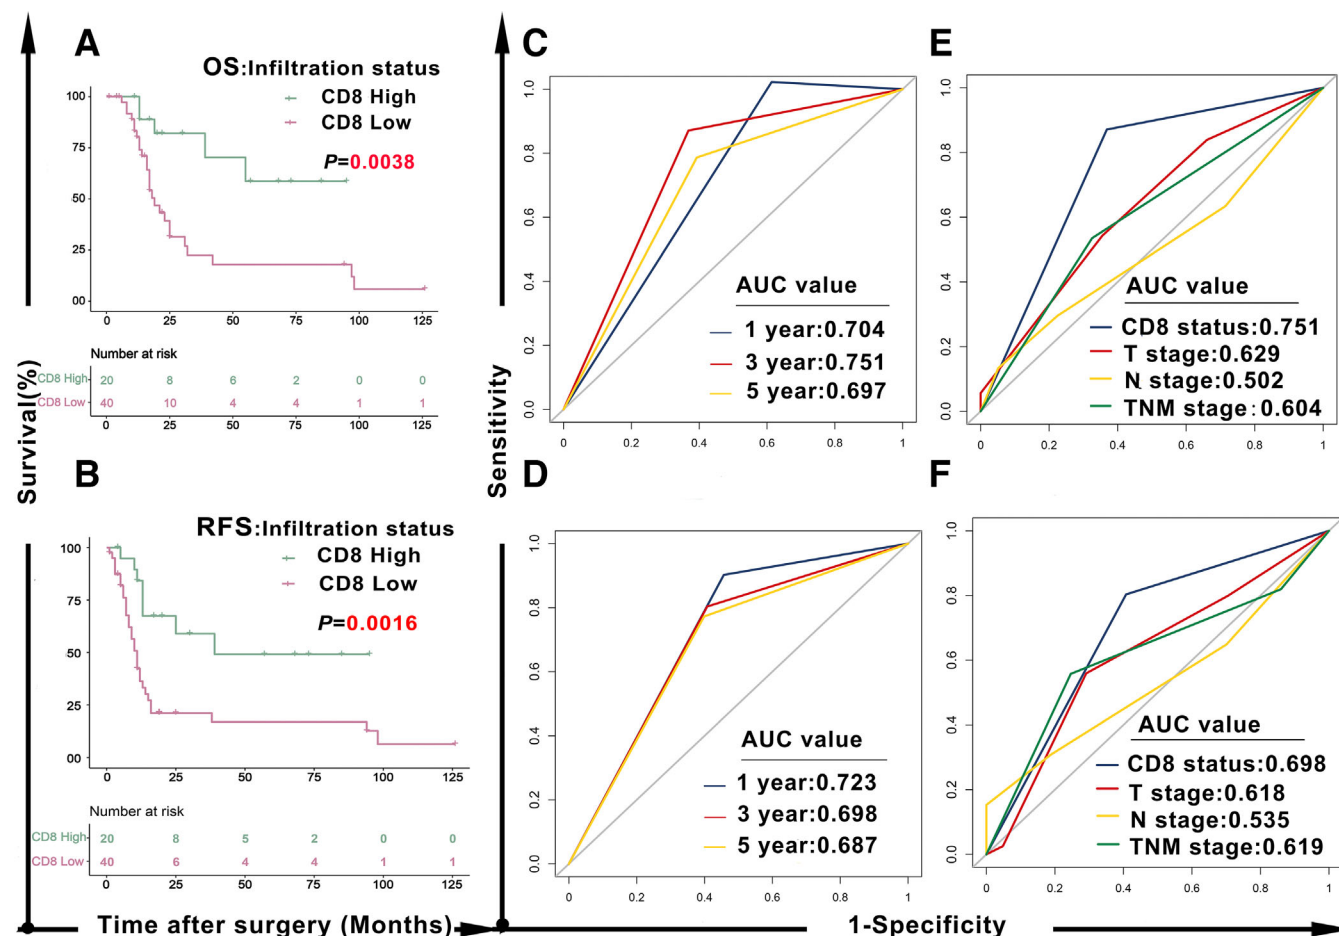 A
OS:Infiltration status
CD8 High
CD8 Low
P=0.0038
100
75
50
25
00
0 25 50 75 100 125
Number at risk
CD8 High 20 8 6 2 0 0
CD8 Low 40 10 4 4 1 1
0 25 50 75 100 125
B
RFS:Infiltration status
CD8 High
CD8 Low
P=0.0016
100
75
50
25
00
0 25 50 75 100 125
Number at risk
CD8 High 20 8 5 2 0 0
CD8 Low 40 6 4 4 1 1
0 25 50 75 100 125
Survival(%)
Time after surgery (Months)
C
1.0
0.8
0.6
0.4
0.2
0.0
AUC value
1 year:0.704
3 year:0.751
5 year:0.697
0 0.2 0.4 0.6 0.8 1
D
1.0
0.8
0.6
0.4
0.2
0.0
AUC value
1 year:0.723
3 year:0.698
5 year:0.687
0 0.2 0.4 0.6 0.8 1
E
1.0
0.8
0.6
0.4
0.2
0.0
AUC value
CD8 status:0.751
T stage:0.629
N stage:0.502
TNM stage:0.604
0 0.2 0.4 0.6 0.8 1
F
1.0
0.8
0.6
0.4
0.2
0.0
AUC value
CD8 status:0.698
T stage:0.618
N stage:0.535
TNM stage:0.619
0 0.2 0.4 0.6 0.8 1
Sensitivity
1-Specificity